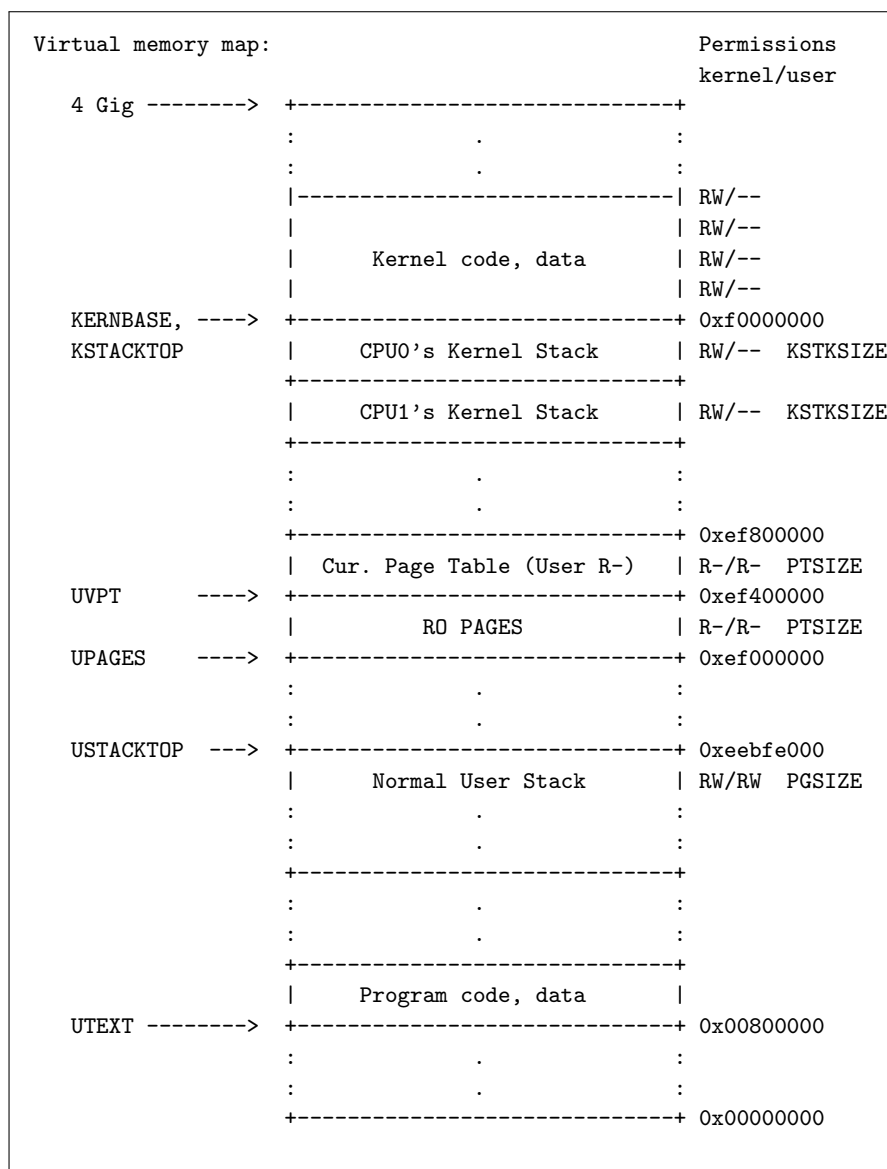 Virtual memory map:                                  Permissions
                                                     kernel/user
   4 Gig -------->  +------------------------------+
                    :              .               :
                    :              .               :
                    |------------------------------| RW/--
                    |                              | RW/--
                    |      Kernel code, data       | RW/--
                    |                              | RW/--
   KERNBASE, ---->  +------------------------------+ 0xf0000000
   KSTACKTOP        |     CPU0's Kernel Stack      | RW/--  KSTKSIZE
                    +------------------------------+
                    |     CPU1's Kernel Stack      | RW/--  KSTKSIZE
                    +------------------------------+
                    :              .               :
                    :              .               :
                    +------------------------------+ 0xef800000
                    |  Cur. Page Table (User R-)   | R-/R-  PTSIZE
   UVPT      ---->  +------------------------------+ 0xef400000
                    |          RO PAGES            | R-/R-  PTSIZE
   UPAGES    ---->  +------------------------------+ 0xef000000
                    :              .               :
                    :              .               :
   USTACKTOP  --->  +------------------------------+ 0xeebfe000
                    |      Normal User Stack       | RW/RW  PGSIZE
                    :              .               :
                    :              .               :
                    +------------------------------+
                    :              .               :
                    :              .               :
                    +------------------------------+
                    |     Program code, data       |
   UTEXT -------->  +------------------------------+ 0x00800000
                    :              .               :
                    :              .               :
                    +------------------------------+ 0x00000000